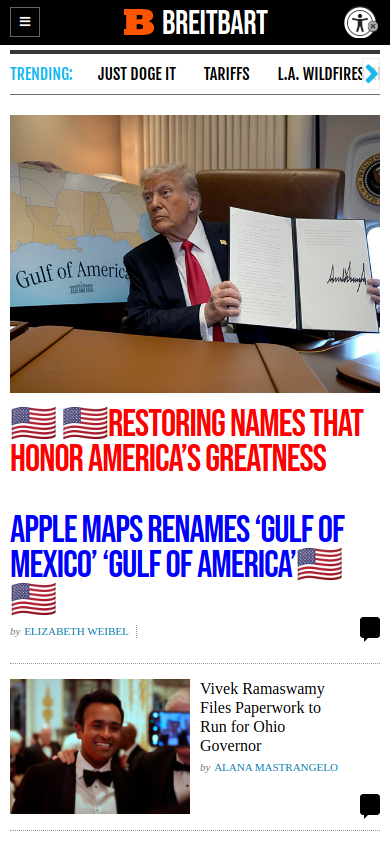 BREITBART
TRENDING: JUST DOGE IT TARIFFS L.A. WILDFIRES
Gulf of America
🇺🇸 🇺🇸RESTORING NAMES THAT
HONOR AMERICA'S GREATNESS
APPLE MAPS RENAMES ‘GULF OF
MEXICO’ ‘GULF OF AMERICA’🇺🇸
🇺🇸
by ELIZABETH WEIBEL
Vivek Ramaswamy
Files Paperwork to
Run for Ohio
Governor
by ALANA MASTRANGELO